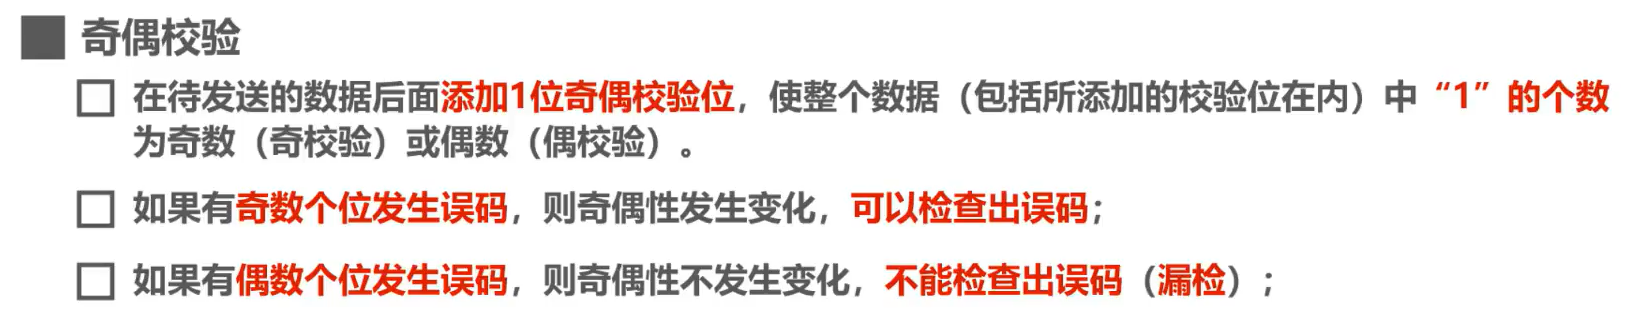 奇偶校验
在待发送的数据后面添加1位奇偶校验位，使整个数据（包括所添加的校验位在内）中“1”的个数
为奇数（奇校验）或偶数（偶校验）。
如果有奇数个位发生误码，则奇偶性发生变化，可以检查出误码；
如果有偶数个位发生误码，则奇偶性不发生变化，不能检查出误码（漏检）；